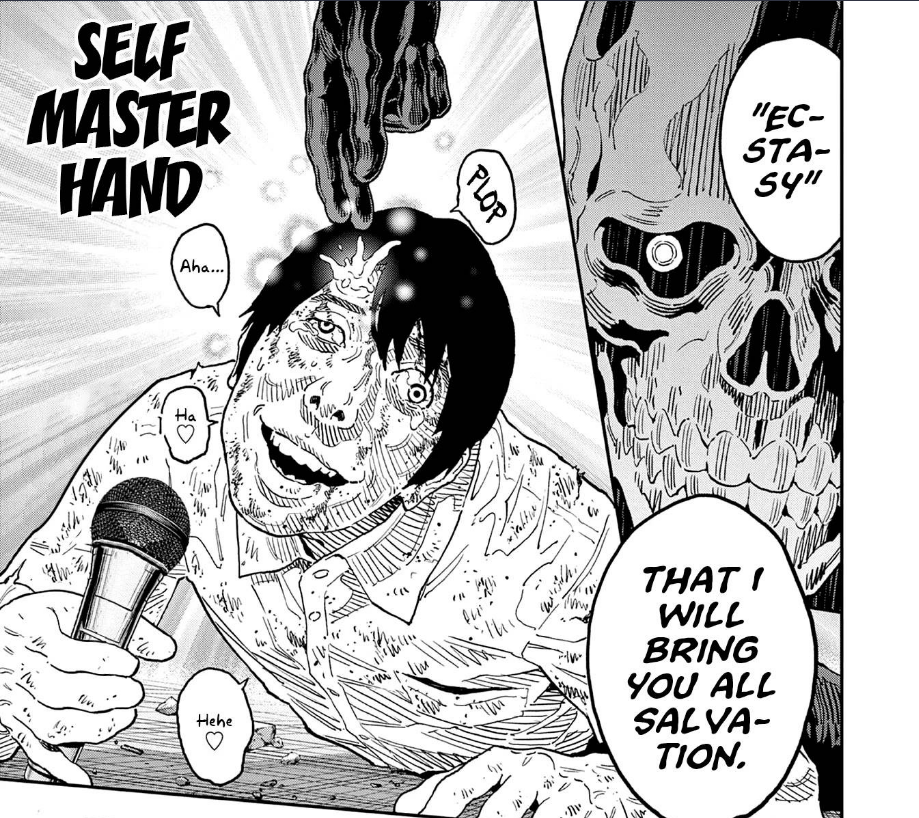 "EC-
STA-
SY"
THAT I
WILL
BRING
YOU ALL
SALVA-
TION.
SELF
MASTER
HAND
PLOP
Aha...
Ha
♡
Hehe
♡